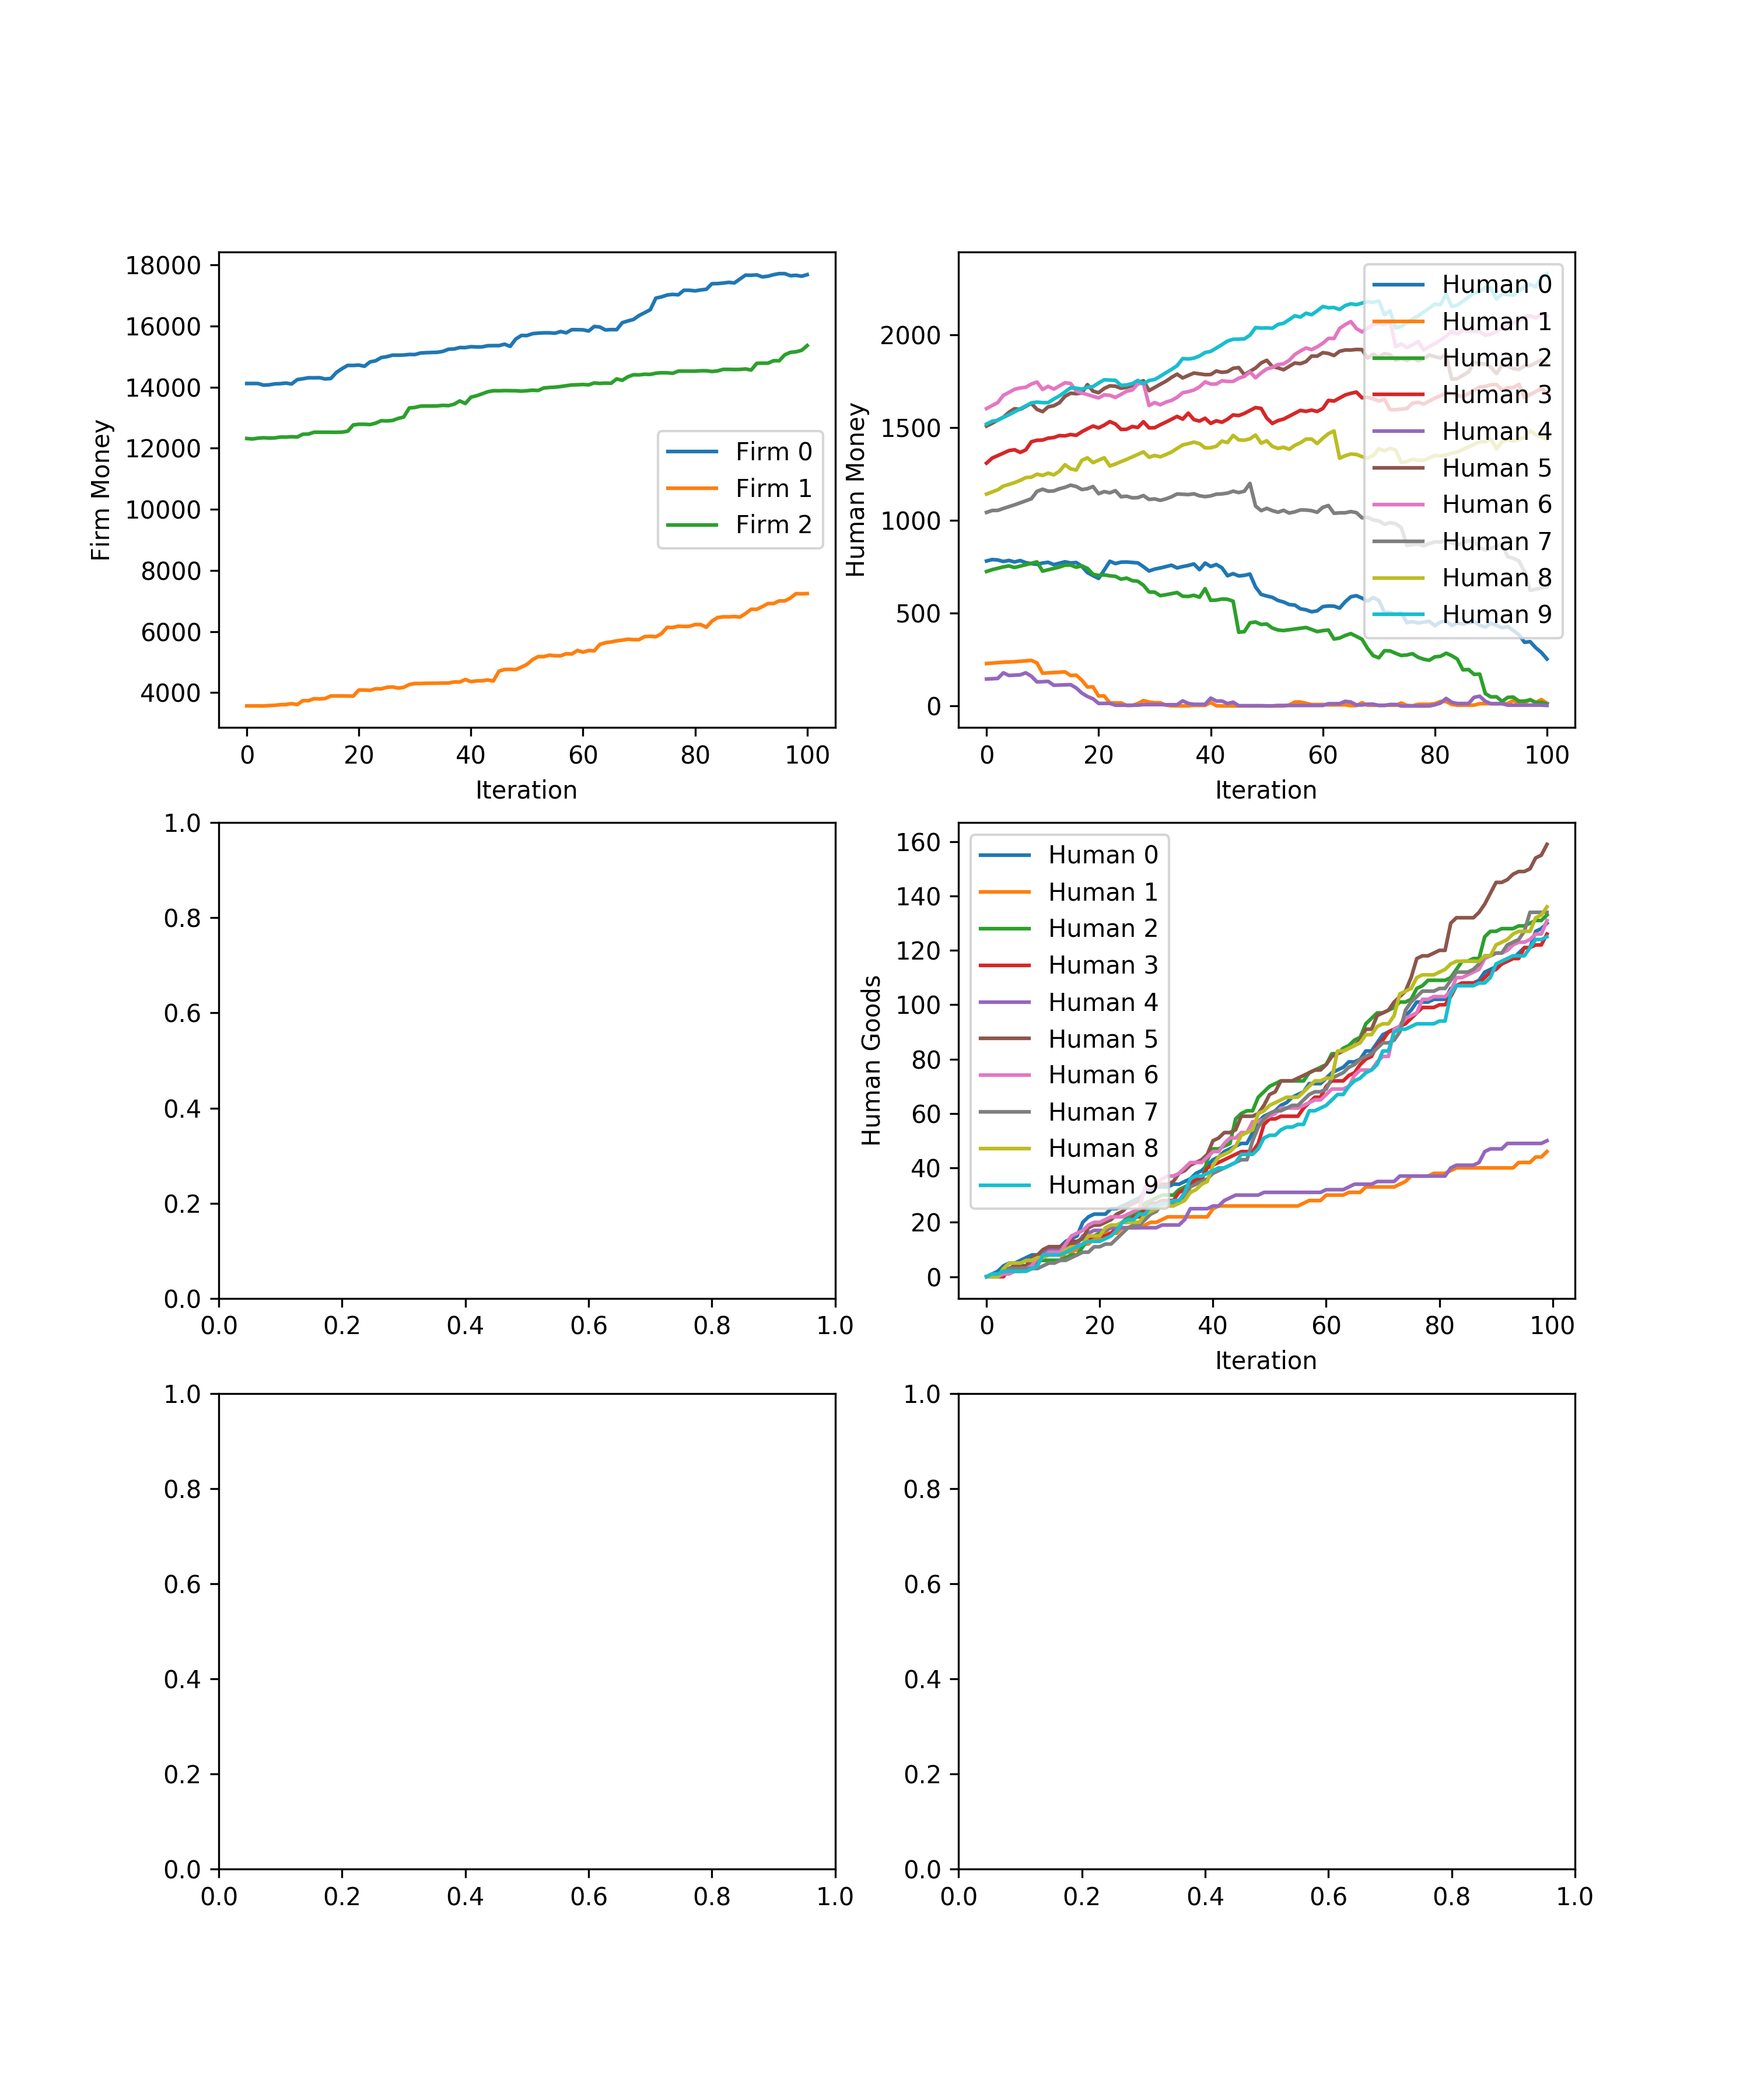 18000
16000
14000
12000
10000
8000
6000
4000
Firm Money
Firm 0
Firm 1
Firm 2
0 20 40 60 80 100
Iteration
2000
1500
1000
500
0
Human Money
Human 0
Human 1
Human 2
Human 3
Human 4
Human 5
Human 6
Human 7
Human 8
Human 9
0 20 40 60 80 100
Iteration
1.0
0.8
0.6
0.4
0.2
0.0
0.0 0.2 0.4 0.6 0.8 1.0
160
140
120
100
80
60
40
20
0
Human Goods
Human 0
Human 1
Human 2
Human 3
Human 4
Human 5
Human 6
Human 7
Human 8
Human 9
0 20 40 60 80 100
Iteration
1.0
0.8
0.6
0.4
0.2
0.0
0.0 0.2 0.4 0.6 0.8 1.0
1.0
0.8
0.6
0.4
0.2
0.0
0.0 0.2 0.4 0.6 0.8 1.0